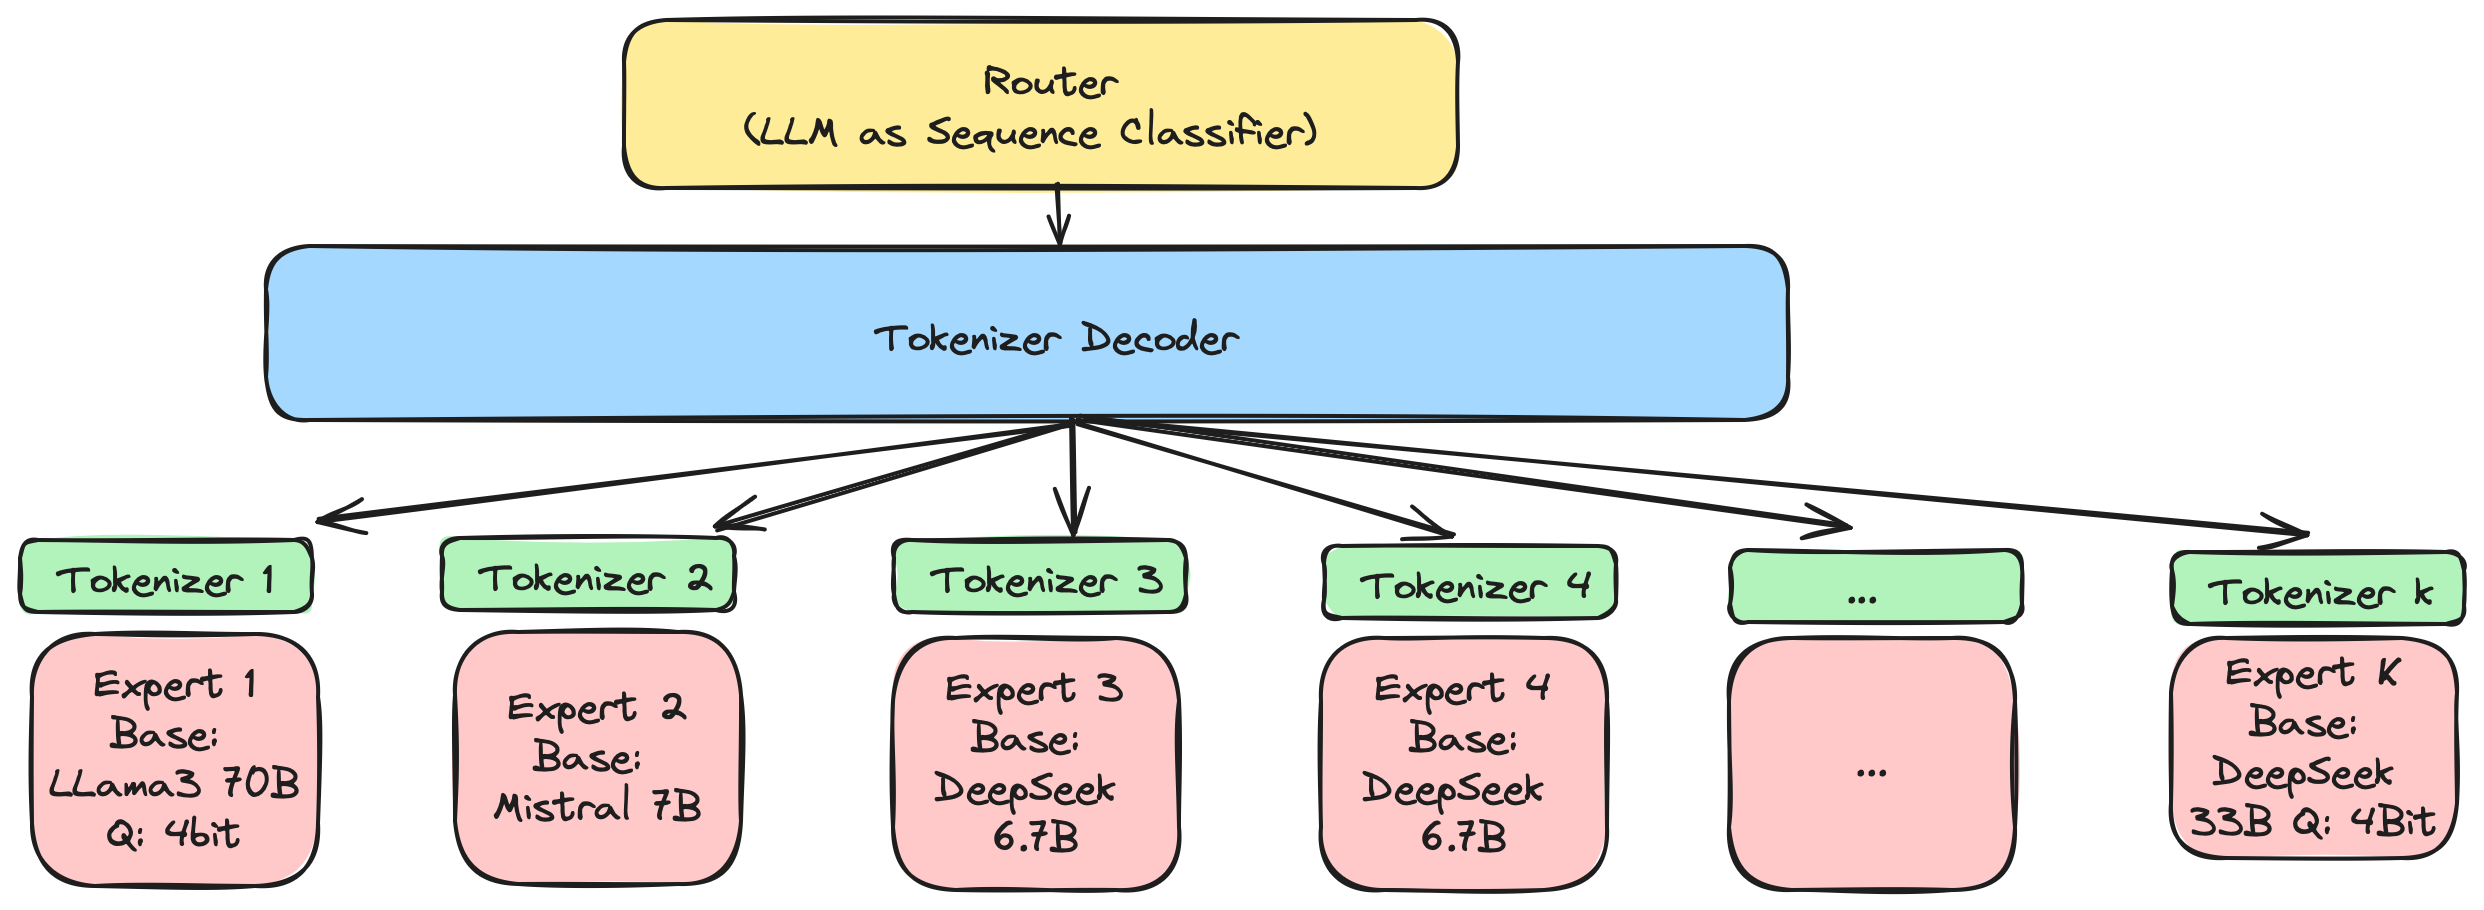 Router
(LLM as Sequence Classifier)
Tokenizer Decoder
Tokenizer 1
Tokenizer 2
Tokenizer 3
Tokenizer 4
...
Tokenizer k
Expert 1
Base:
LLama3 70B
Q: 4bit
Expert 2
Base:
Mistral 7B
Expert 3
Base:
DeepSeek
6.7B
Expert 4
Base:
DeepSeek
6.7B
...
Expert K
Base:
DeepSeek
33B Q: 4Bit